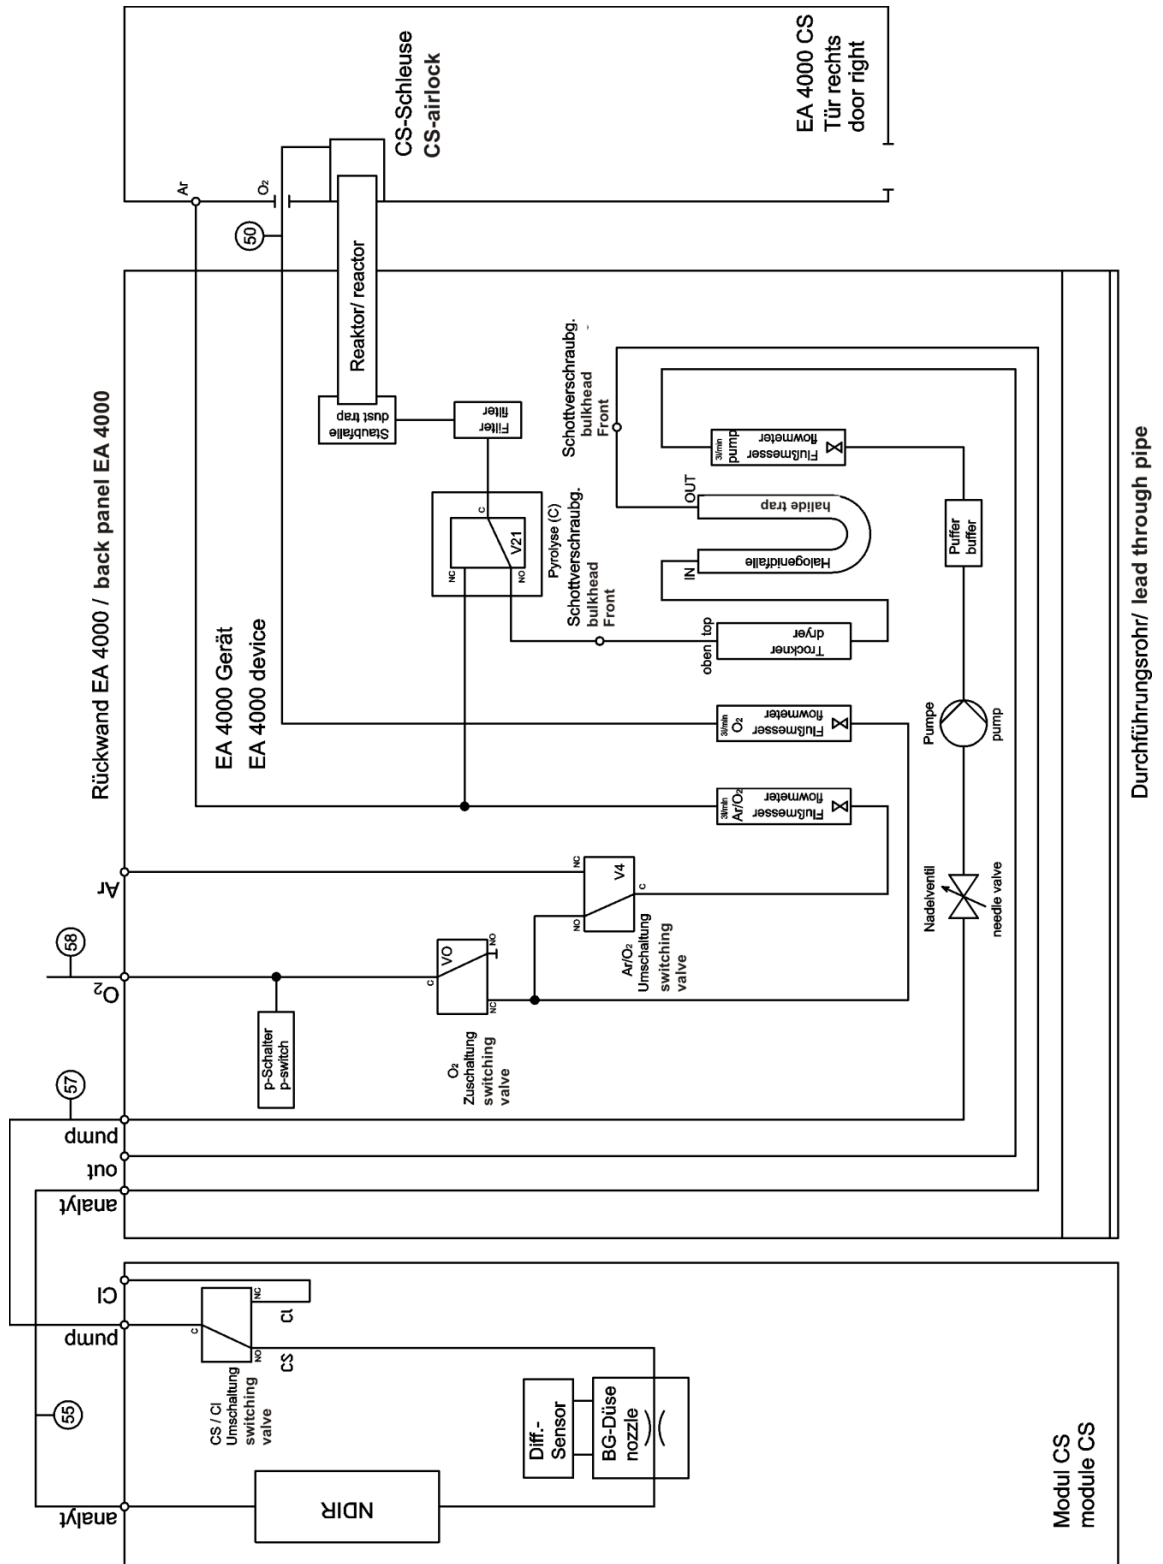 CS-Schleuse
CS-airlock
EA 4000 CS
Tür rechts
door right
Ar
O₂
50
Reaktor/ reactor
Staubfalle
dust trap
Filter
filter
Rückwand EA 4000 / back panel EA 4000
EA 4000 Gerät
EA 4000 device
C
V21
NC
NO
Pyrolyse (C)
Schottverschraubg.
bulkhead
Front
Schottverschraubg.
bulkhead
Front
oben top
Trockner
dryer
IN
OUT
Halogenidfalle
halide trap
3l/min
pump
Flußmesser
flowmeter
Puffer
buffer
3l/min
O₂
Flußmesser
flowmeter
3l/min
Ar/O₂
Flußmesser
flowmeter
Pumpe
pump
Nadelventil
needle valve
Ar
58
O₂
p-Schalter
p-switch
C
VO
NO
NC
O₂
Zuschaltung
switching
valve
NC
V4
NO
C
Ar/O₂
Umschaltung
switching
valve
57
pump
out
analyt
Durchführungsrohr/ lead through pipe
Cl
pump
55
analyt
C
NC
NO
Cl
CS
CS / Cl
Umschaltung
switching
valve
NDIR
Diff.-
Sensor
BG-Düse
nozzle
Modul CS
module CS